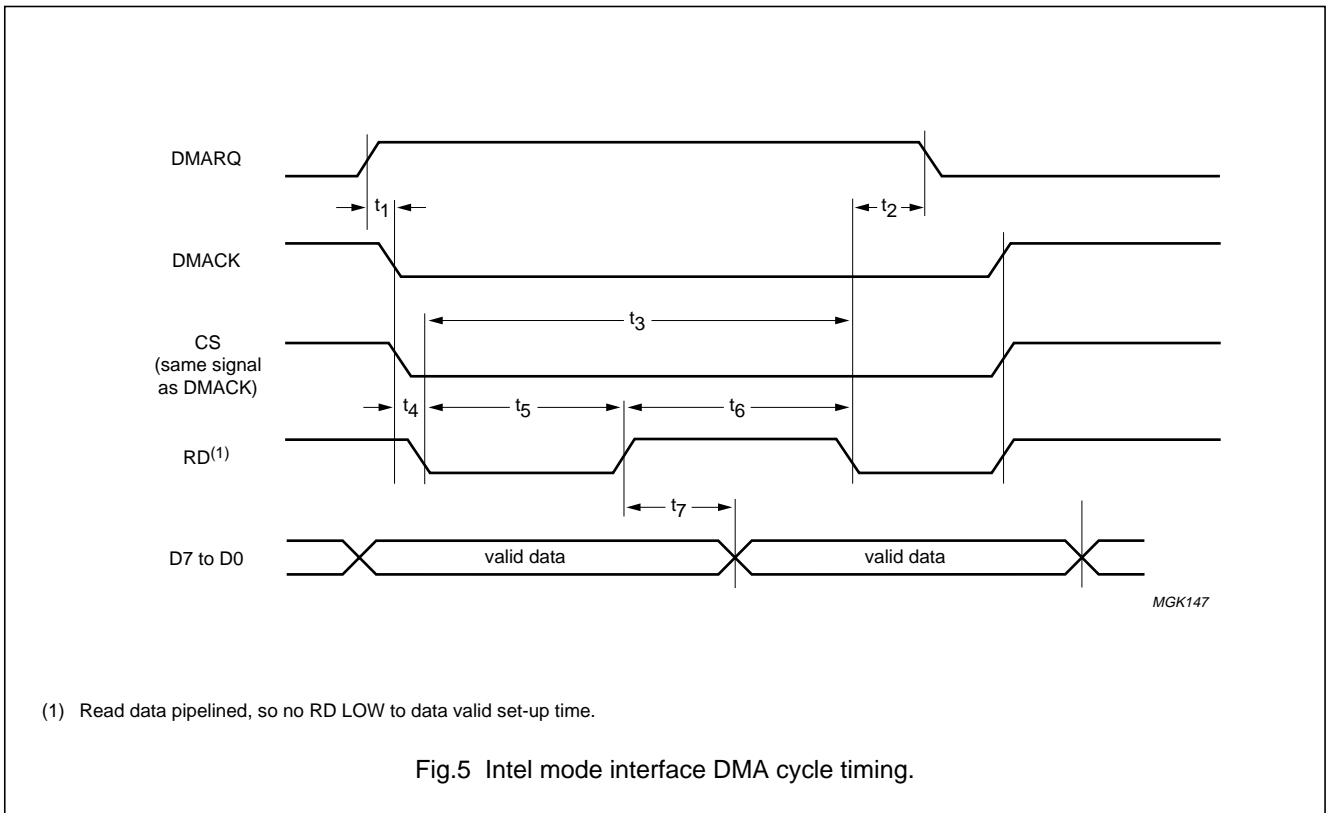 DMARQ
t1
t2
DMACK
t3
CS
(same signal
as DMACK)
t4
t5
t6
RD(1)
t7
D7 to D0
valid data
valid data
MGK147
(1) Read data pipelined, so no RD LOW to data valid set-up time.
Fig.5 Intel mode interface DMA cycle timing.